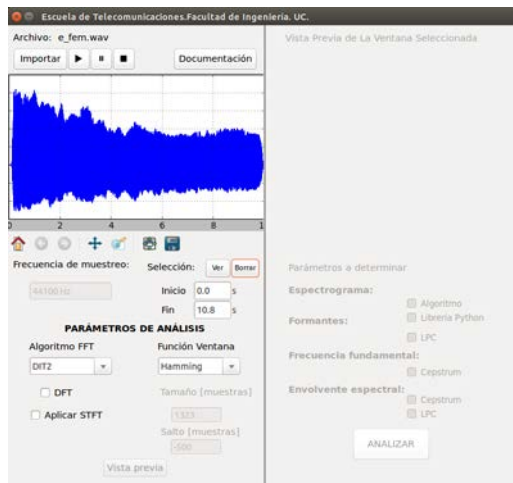 Escuela de Telecomunicaciones.Facultad de Ingeniería. UC.
Archivo: e_fem.wav
Importar
Documentación
0 2 4 6 8 1
Frecuencia de muestreo:
44100 Hz
Selección:
Ver
Borrar
Inicio 0.0 s
Fin 10.8 s
PARÁMETROS DE ANÁLISIS
Algoritmo FFT
Función Ventana
DIT2
Hamming
DFT
Tamaño [muestras]
Aplicar STFT
1323
Salto [muestras]
-500
Vista previa
Vista Previa de La Ventana Seleccionada
Parámetros a determinar
Espectrograma:
Algoritmo
Formantes:
Librería Python
LPC
Frecuencia fundamental:
Cepstrum
Envolvente espectral:
Cepstrum
LPC
ANALIZAR